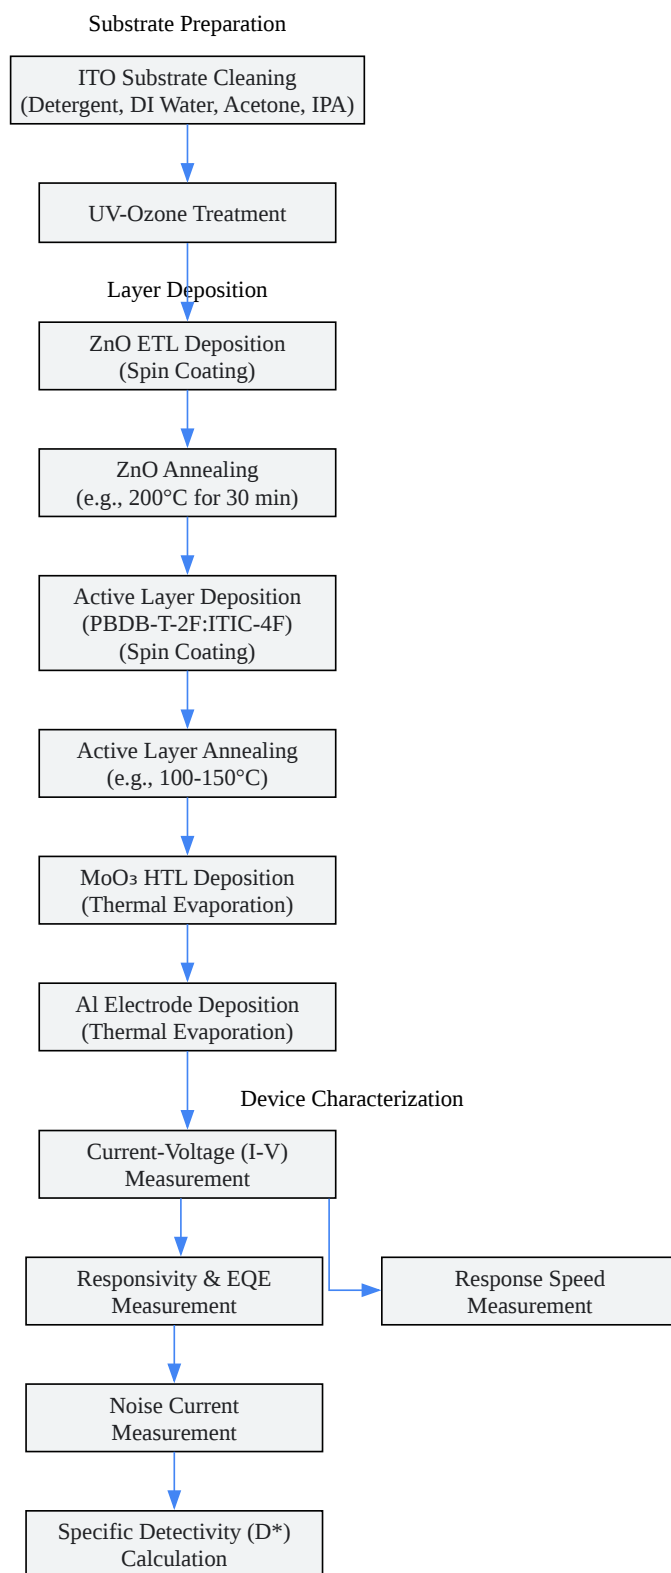 Substrate Preparation
ITO Substrate Cleaning
(Detergent, DI Water, Acetone, IPA)
UV-Ozone Treatment
Layer Deposition
ZnO ETL Deposition
(Spin Coating)
ZnO Annealing
(e.g., 200°C for 30 min)
Active Layer Deposition
(PBDB-T-2F:ITIC-4F)
(Spin Coating)
Active Layer Annealing
(e.g., 100-150°C)
MoO₃ HTL Deposition
(Thermal Evaporation)
Al Electrode Deposition
(Thermal Evaporation)
Device Characterization
Current-Voltage (I-V)
Measurement
Responsivity & EQE
Measurement
Response Speed
Measurement
Noise Current
Measurement
Specific Detectivity (D*)
Calculation